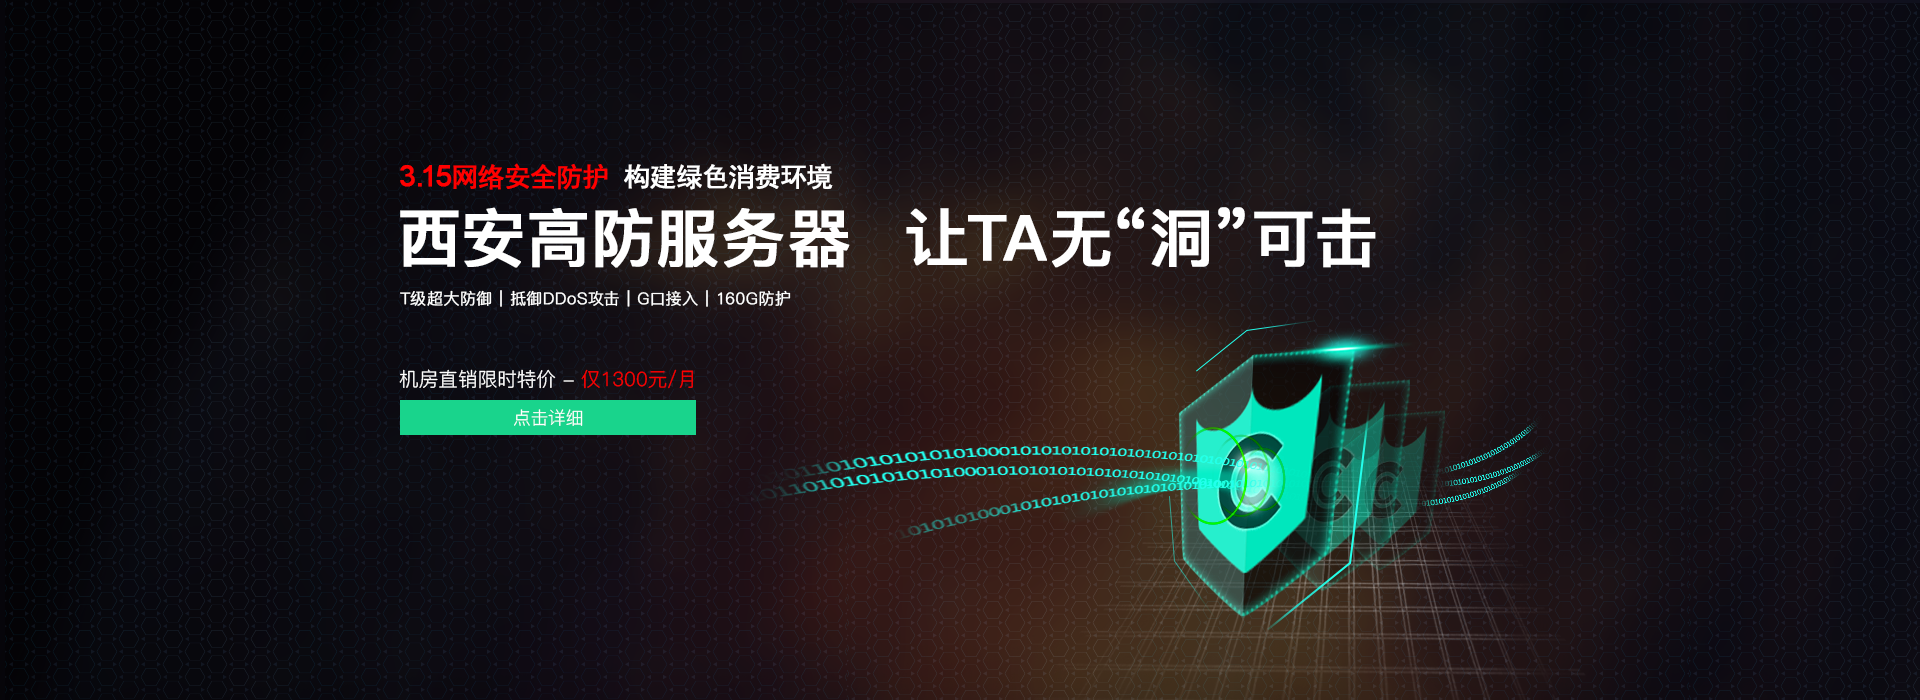 3.15网络安全防护 构建绿色消费环境
西安高防服务器 让TA无“洞”可击
T级超大防御 | 抵御DDoS攻击 | G口接入 | 160G防护
机房直销限时特价 – 仅1300元/月
点击详细